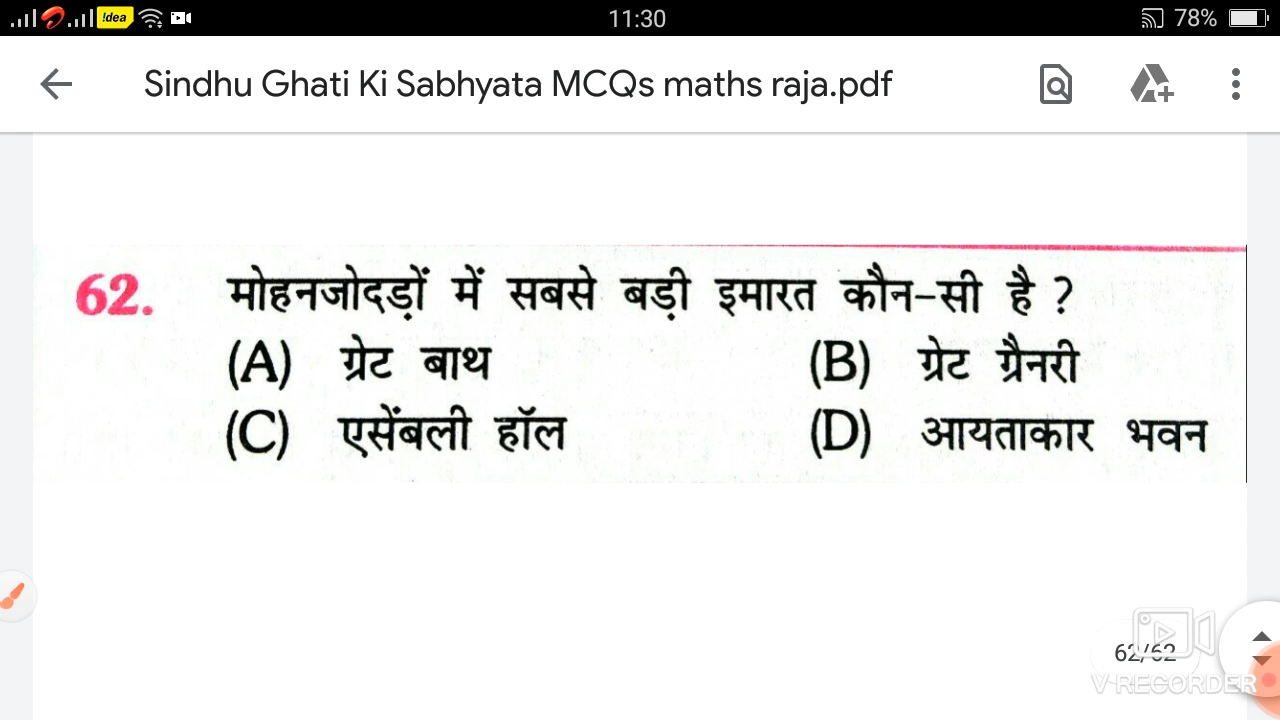 !dea 11:30 78%
Sindhu Ghati Ki Sabhyata MCQs maths raja.pdf
62. मोहनजोदड़ों में सबसे बड़ी इमारत कौन-सी है ?
(A) ग्रेट बाथ (B) ग्रेट ग्रैनरी
(C) एसेंबली हॉल (D) आयताकार भवन
62/62
V-RECORDER